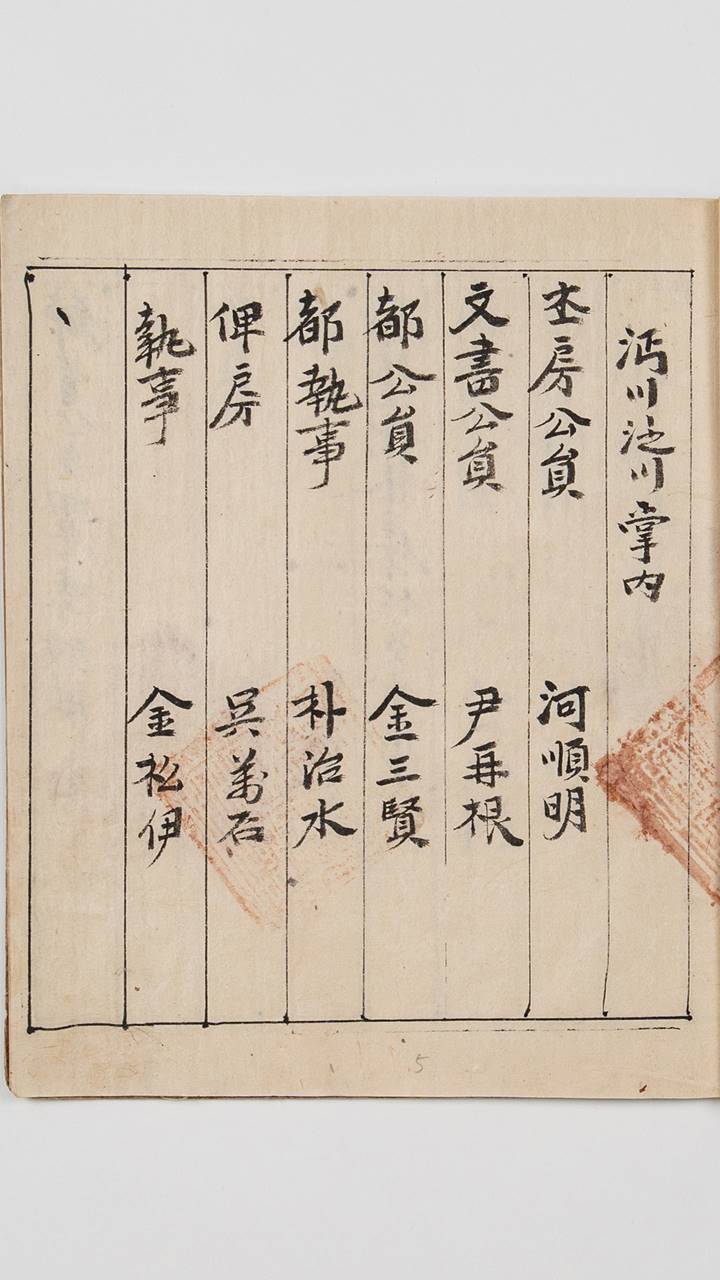 沔川 川掌内
本房公員 河順明
文書公員 尹再根
都公員 金三賢
都執事 朴治水
俾房 吳萬石
執事 金松伊
5